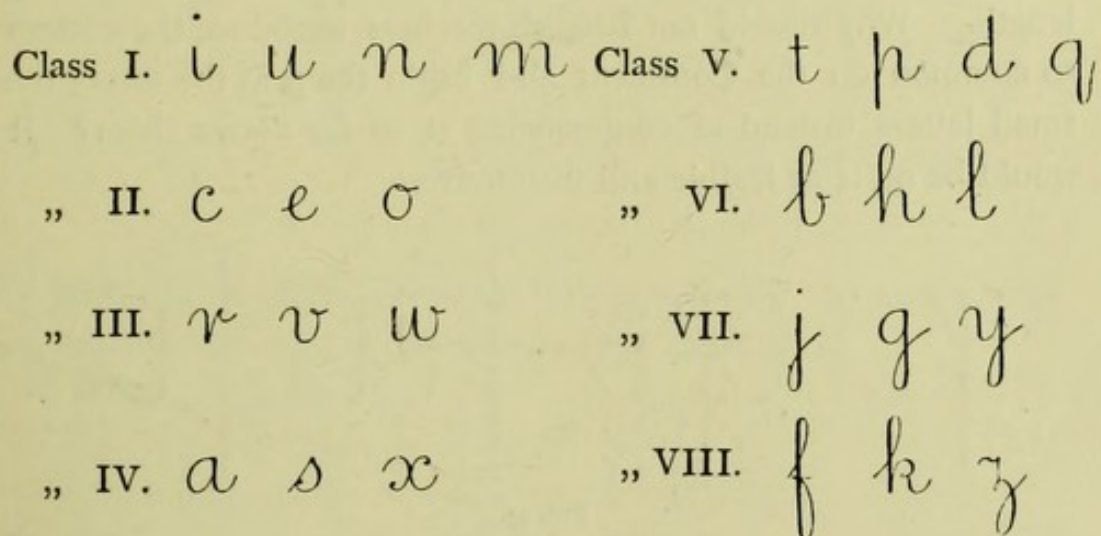 Class I. i u n m Class V. t p d q
„ II. c e o „ VI. b h l
„ III. r v w „ VII. j g y
„ IV. a s x „ VIII. f k z